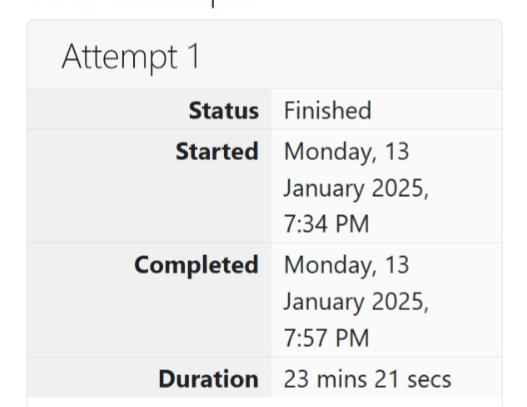 Attempt 1
Status Finished
Started Monday, 13
January 2025,
7:34 PM
Completed Monday, 13
January 2025,
7:57 PM
Duration 23 mins 21 secs